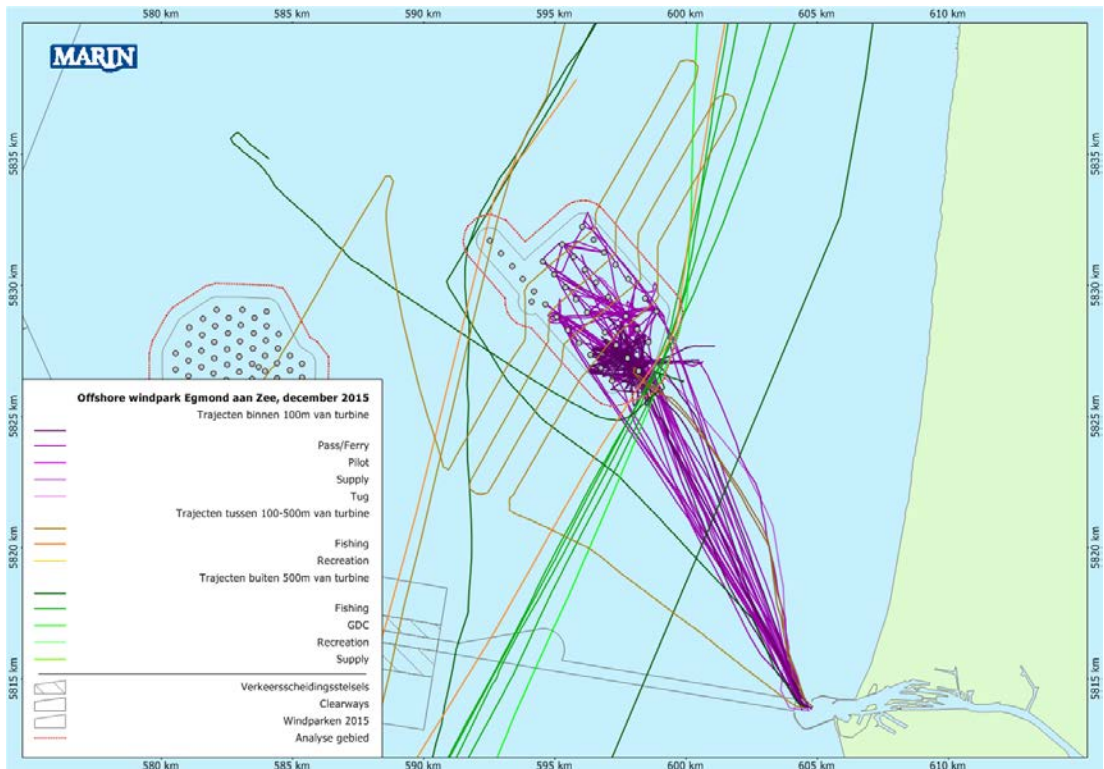 580 km 585 km 590 km 595 km 600 km 605 km 610 km
MARIN
5835 km 5835 km
5830 km 5830 km
5825 km 5825 km
5820 km 5820 km
5815 km 5815 km
Offshore windpark Egmond aan Zee, december 2015
Trajecten binnen 100m van turbine
Pass/Ferry
Pilot
Supply
Tug
Trajecten tussen 100-500m van turbine
Fishing
Recreation
Trajecten buiten 500m van turbine
Fishing
GDC
Recreation
Supply
Verkeersscheidingsstelsels
Clearways
Windparken 2015
Analyse gebied
580 km 585 km 590 km 595 km 600 km 605 km 610 km